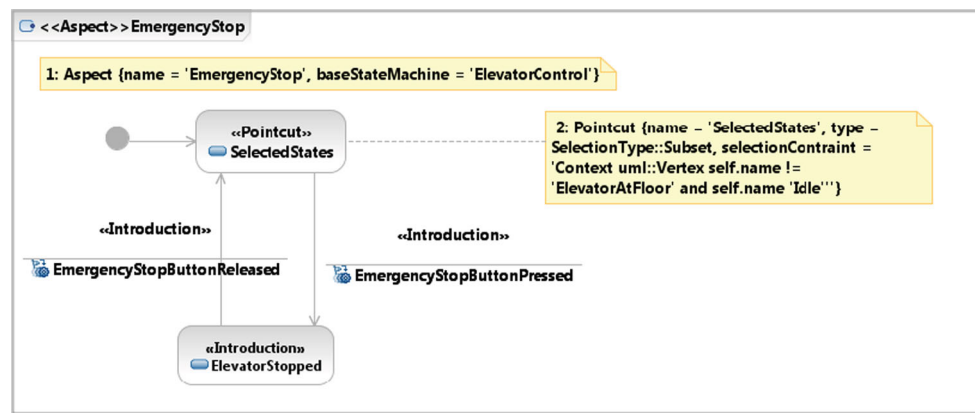 <<Aspect>>EmergencyStop
1: Aspect {name = 'EmergencyStop', baseStateMachine = 'ElevatorControl'}
«Pointcut»
SelectedStates
2: Pointcut {name = 'SelectedStates', type =
SelectionType::Subset, selectionContraint =
'Context uml::Vertex self.name !=
'ElevatorAtFloor' and self.name 'Idle'''}
«Introduction»
EmergencyStopButtonReleased
«Introduction»
EmergencyStopButtonPressed
«Introduction»
ElevatorStopped